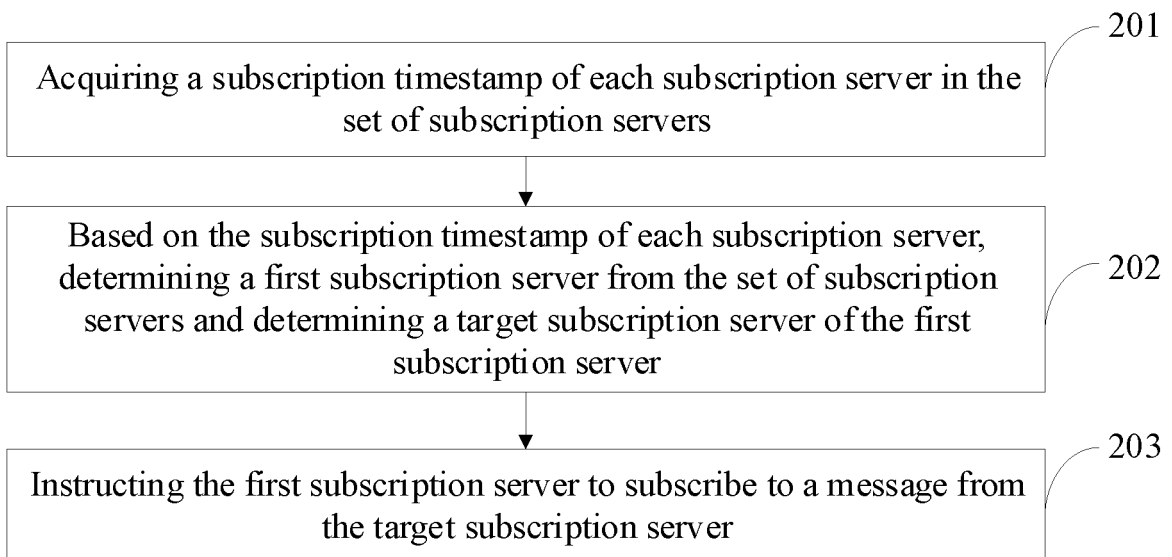 201
Acquiring a subscription timestamp of each subscription server in the
set of subscription servers
Based on the subscription timestamp of each subscription server,
determining a first subscription server from the set of subscription
servers and determining a target subscription server of the first
subscription server
202
203
Instructing the first subscription server to subscribe to a message from
the target subscription server